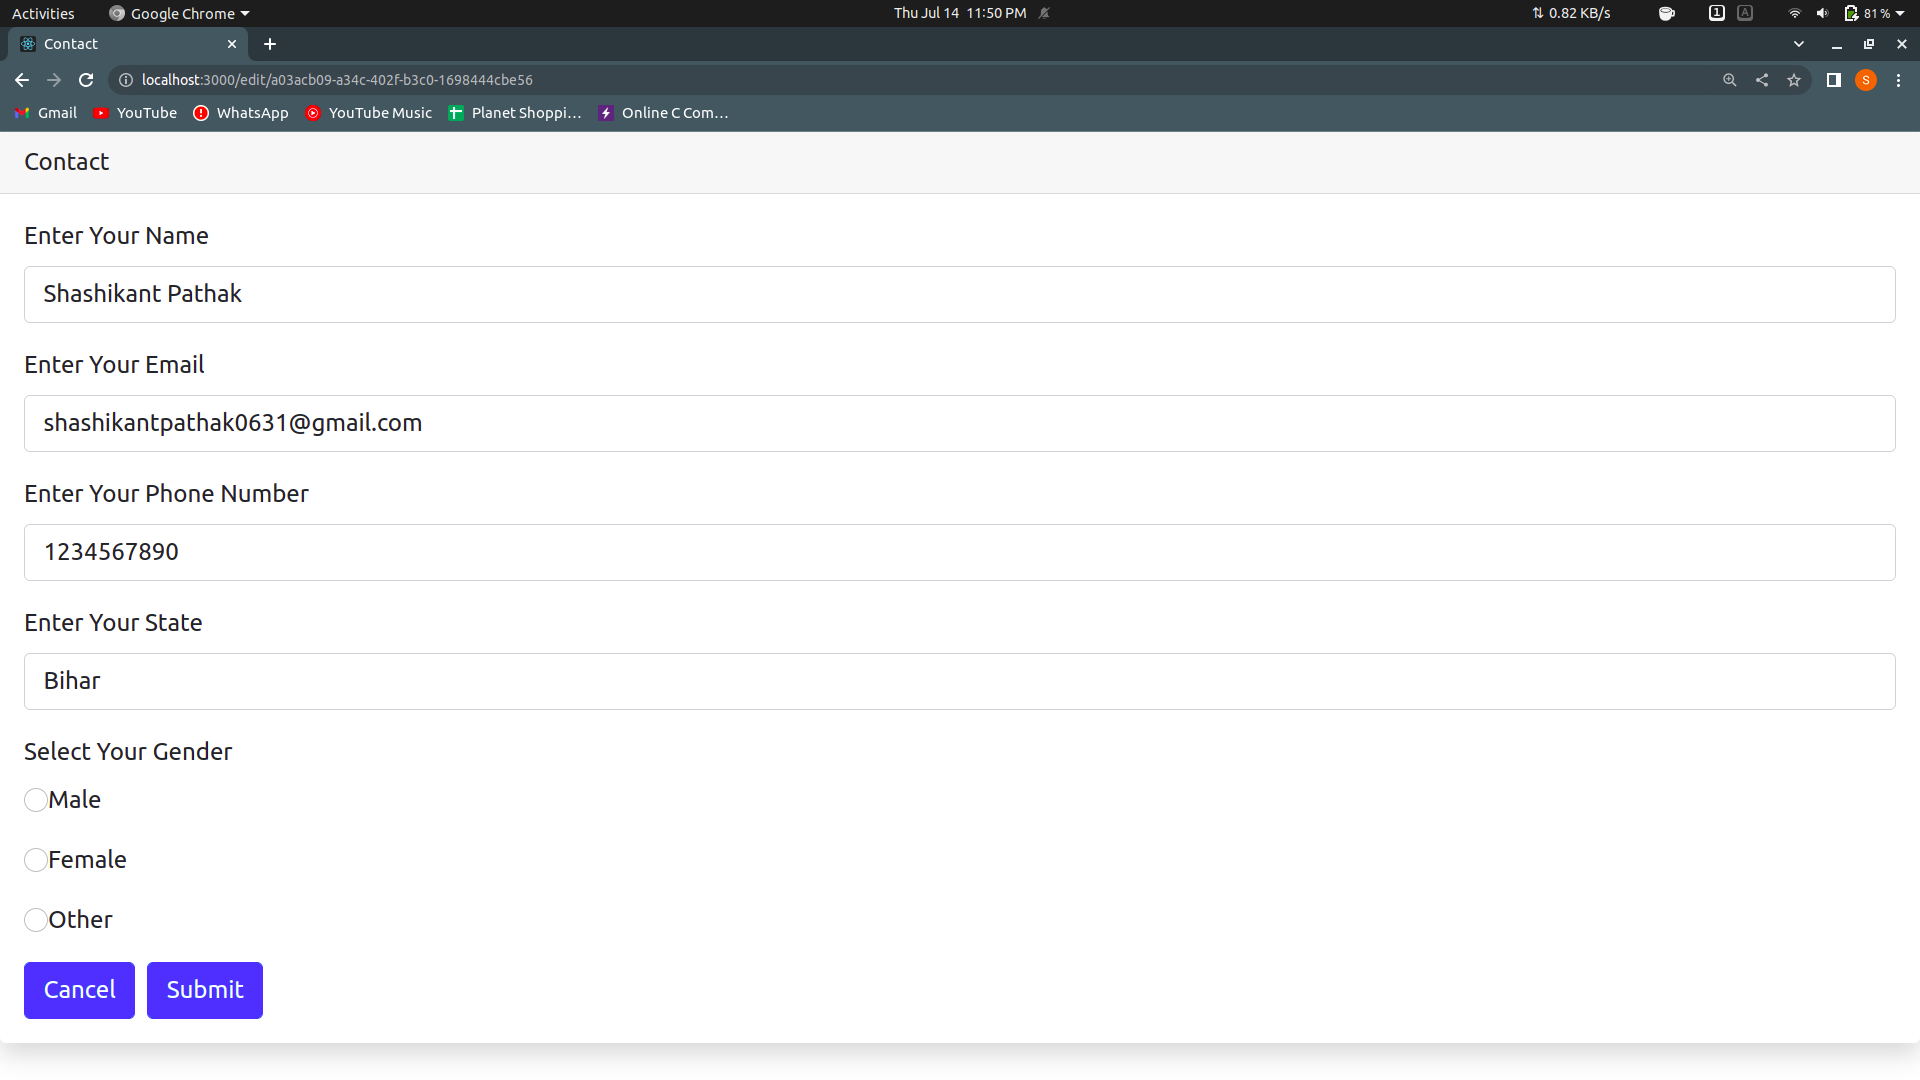 Activities Google Chrome Thu Jul 14 11:50 PM 0.82 KB/s 1 A 81 %
Contact
localhost:3000/edit/a03acb09-a34c-402f-b3c0-1698444cbe56 S
Gmail YouTube WhatsApp YouTube Music Planet Shoppi... Online C Com...
Contact
Enter Your Name
Shashikant Pathak
Enter Your Email
shashikantpathak0631@gmail.com
Enter Your Phone Number
1234567890
Enter Your State
Bihar
Select Your Gender
Male
Female
Other
Cancel Submit